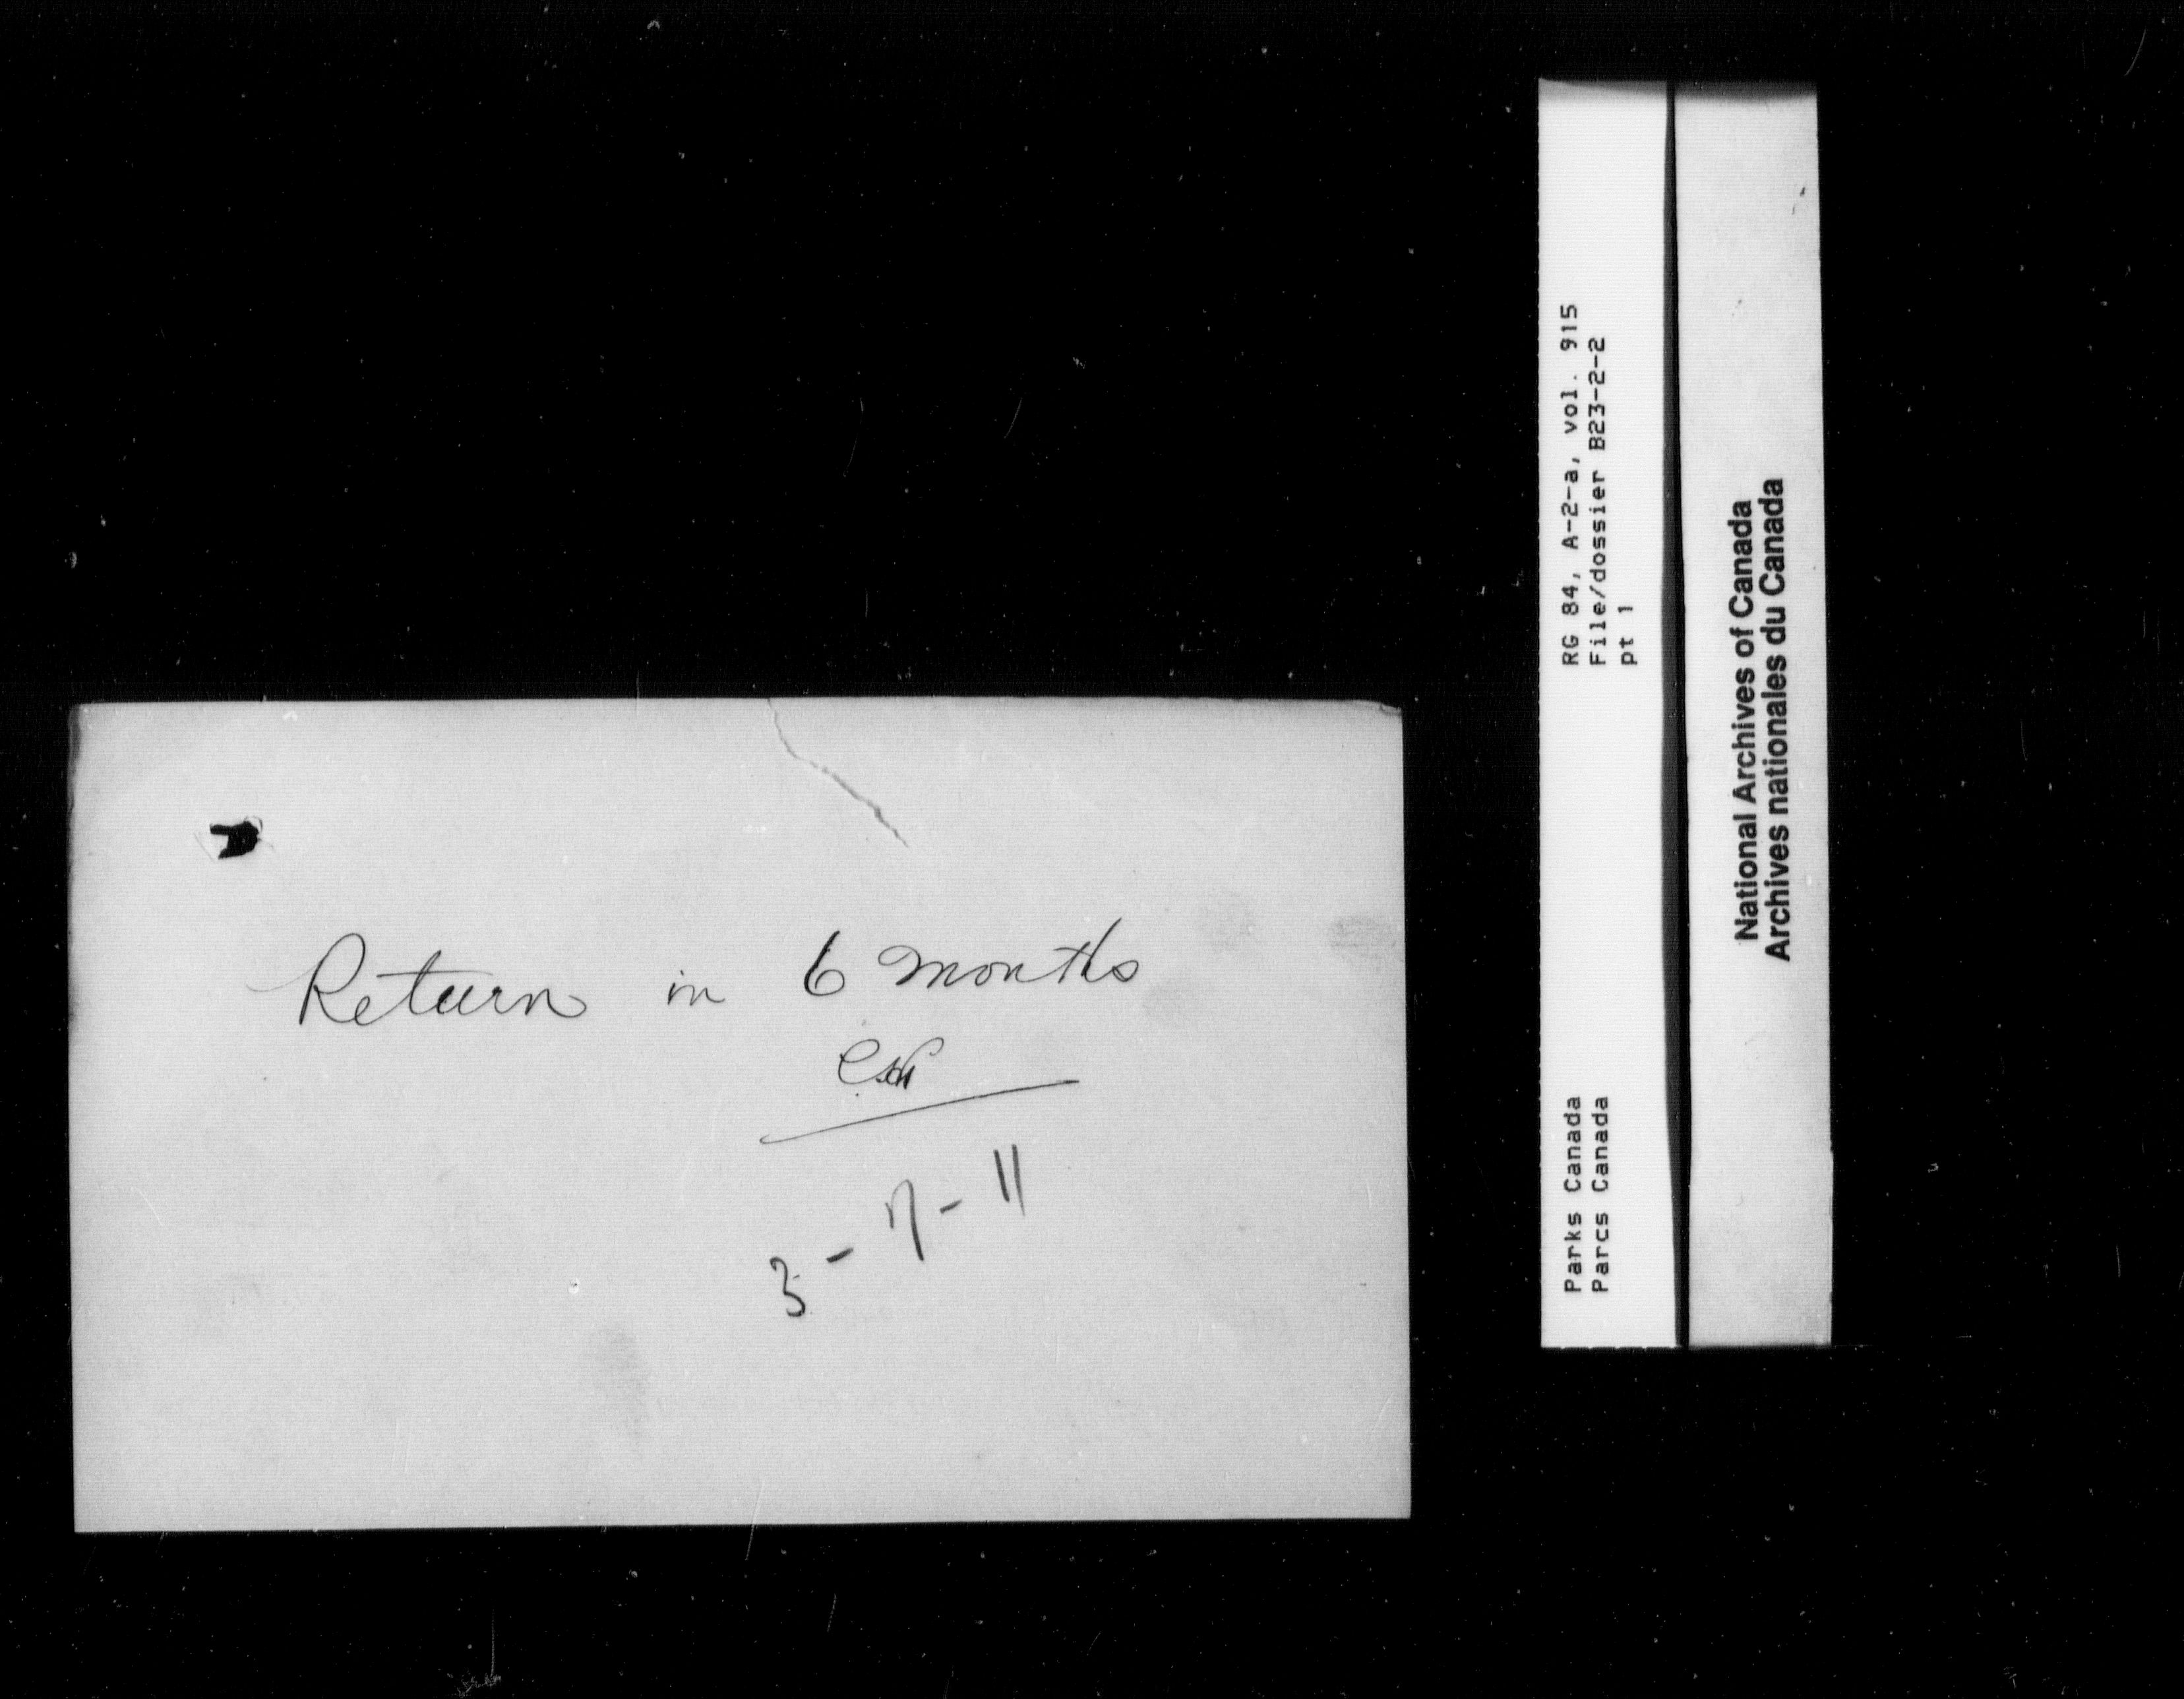 Return in 6 months
3 - 7 - 11
RG 84, A-2-a, vol. 915
File/dossier B23-2-2
pt 1
Parks Canada
Parcs Canada
National Archives of Canada
Archives nationales du Canada